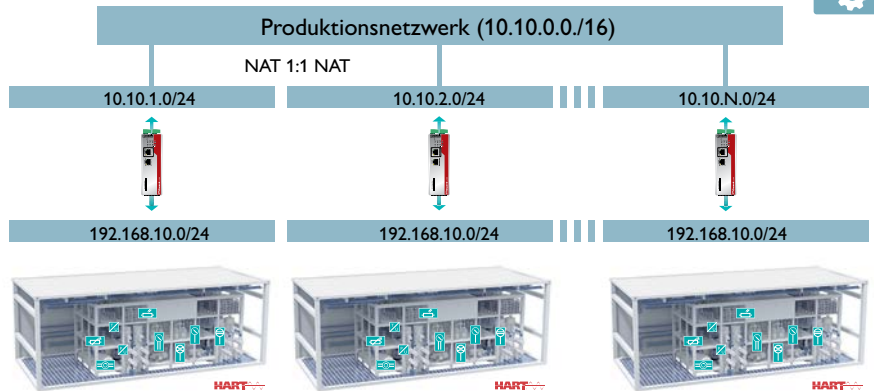 Produktionsnetzwerk (10.10.0.0./16)
NAT 1:1 NAT
10.10.1.0/24
10.10.2.0/24
10.10.N.0/24
192.168.10.0/24
192.168.10.0/24
192.168.10.0/24
HART
HART
HART